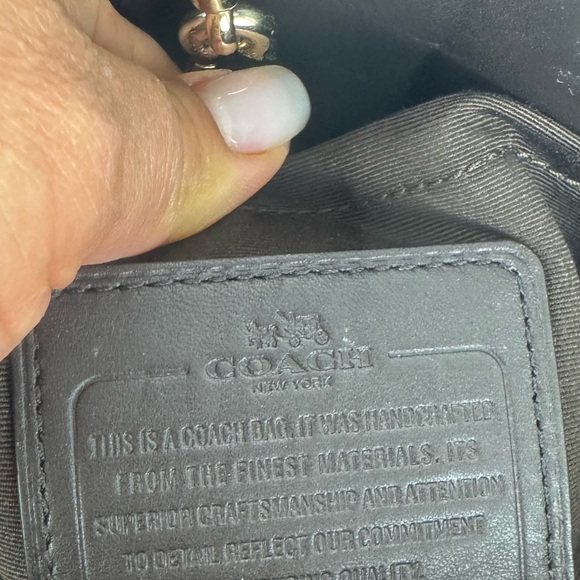 COACH
NEW YORK
THIS IS A COACH BAG. IT WAS HANDCRAFTED
FROM THE FINEST MATERIALS. ITS
SUPERIOR CRAFTSMANSHIP AND ATTENTION
TO DETAIL REFLECT OUR COMMITMENT
QUALITY.